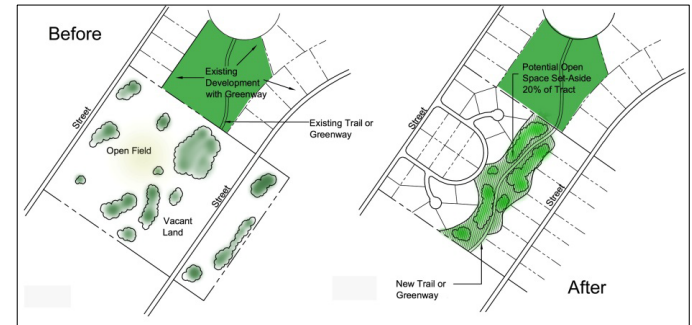 Before
Existing
Development
with Greenway
Street
Existing Trail or
Greenway
Open Field
Street
Vacant
Land
Potential Open
Space Set-Aside
20% of Tract
Street
Street
New Trail or
Greenway
After